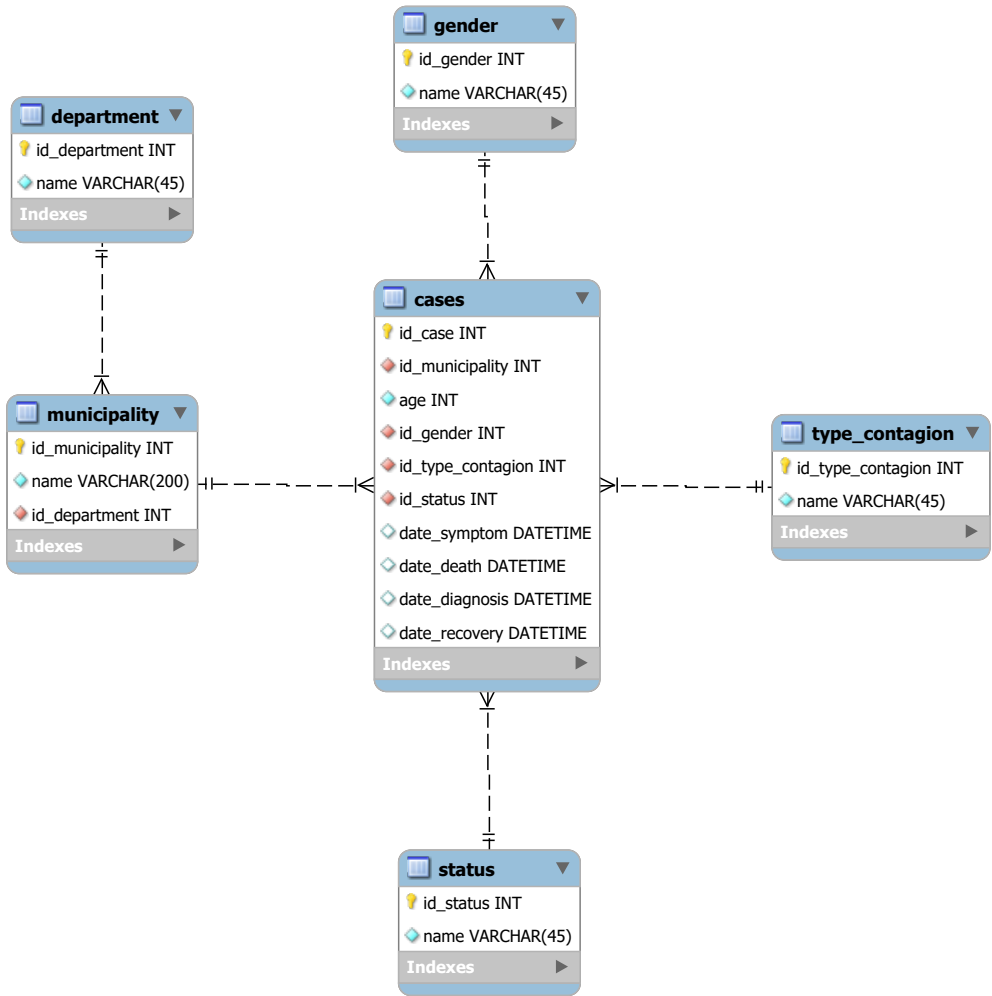 gender
id_gender INT
name VARCHAR(45)
Indexes
department
id_department INT
name VARCHAR(45)
Indexes
cases
id_case INT
id_municipality INT
age INT
id_gender INT
id_type_contagion INT
id_status INT
date_symptom DATETIME
date_death DATETIME
date_diagnosis DATETIME
date_recovery DATETIME
Indexes
municipality
id_municipality INT
name VARCHAR(200)
id_department INT
Indexes
type_contagion
id_type_contagion INT
name VARCHAR(45)
Indexes
status
id_status INT
name VARCHAR(45)
Indexes